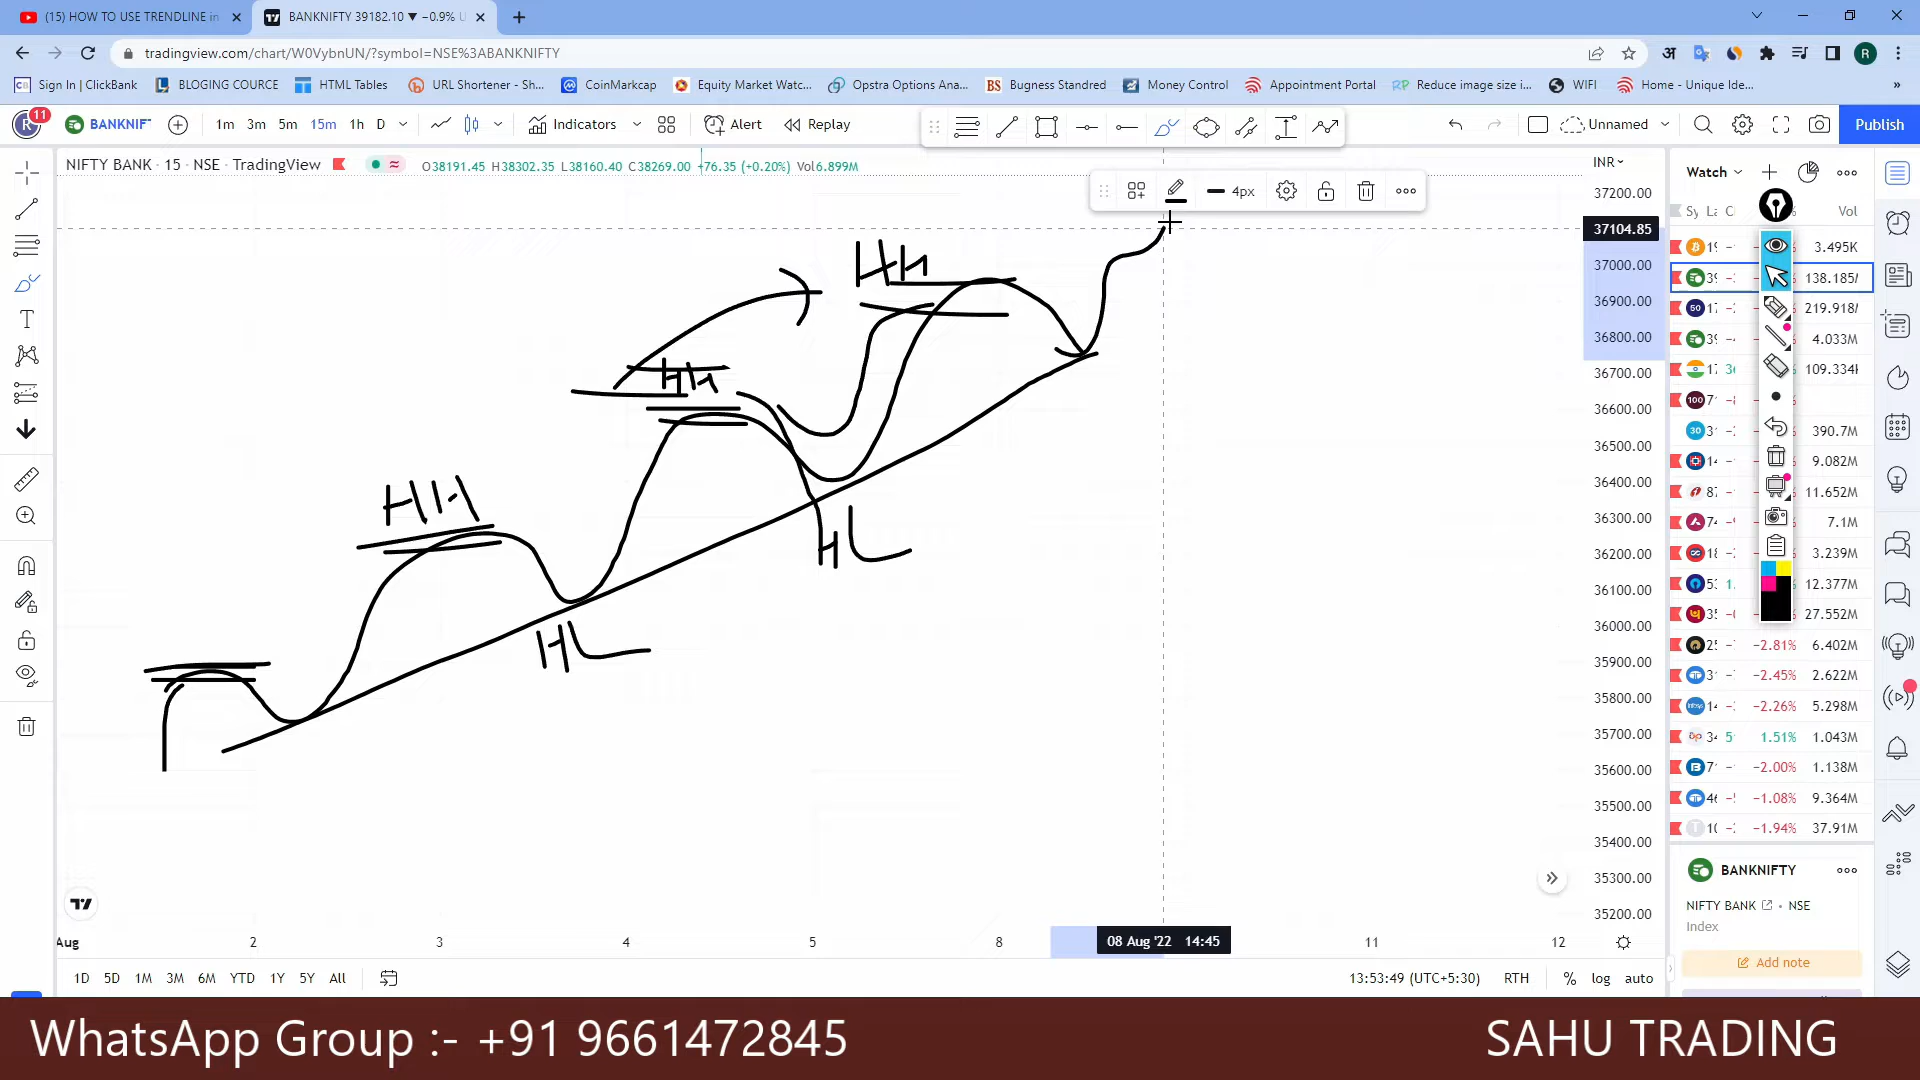 (15) HOW TO USE TRENDLINE in
BANKNIFTY 39182.10 ▼ −0.9% U
tradingview.com/chart/W0VybnUN/?symbol=NSE%3ABANKNIFTY
Sign In | ClickBank
BLOGING COURCE
HTML Tables
URL Shortener - Sh...
CoinMarkcap
Equity Market Watc...
Opstra Options Ana...
BS Bugness Standred
Money Control
Appointment Portal
RP Reduce image size i...
WIFI
Home - Unique Ide...
R 11
BANKNIF
1m 3m 5m 15m 1h D
Indicators
Alert
Replay
Unnamed
Publish
NIFTY BANK · 15 · NSE · TradingView
O38191.45 H38302.35 L38160.40 C38269.00 +76.35 (+0.20%) Vol6.899M
4px
INR
37200.00
37104.85
37000.00
36900.00
36800.00
36700.00
36600.00
36500.00
36400.00
36300.00
36200.00
36100.00
36000.00
35900.00
35800.00
35700.00
35600.00
35500.00
35400.00
35300.00
35200.00
HH
HH
HH
HL
HL
Watch
Vol
3.495K
138.185
219.918
4.033M
109.334
390.7M
9.082M
11.652M
7.1M
3.239M
12.377M
27.552M
−2.81% 6.402M
−2.45% 2.622M
−2.26% 5.298M
1.51% 1.043M
−2.00% 1.138M
−1.08% 9.364M
−1.94% 37.91M
BANKNIFTY
NIFTY BANK • NSE
Index
Add note
Aug 2 3 4 5 8 08 Aug '22 14:45 11 12
1D 5D 1M 3M 6M YTD 1Y 5Y All
13:53:49 (UTC+5:30) RTH % log auto
WhatsApp Group :- +91 9661472845
SAHU TRADING